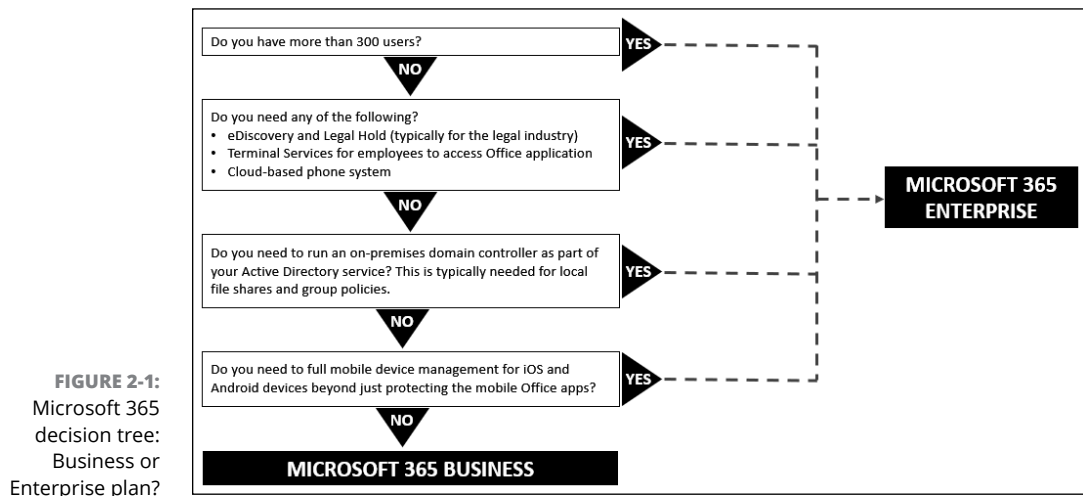 Do you have more than 300 users?
YES
NO
Do you need any of the following?
• eDiscovery and Legal Hold (typically for the legal industry)
• Terminal Services for employees to access Office application
• Cloud-based phone system
YES
MICROSOFT 365
ENTERPRISE
NO
Do you need to run an on-premises domain controller as part of
your Active Directory service? This is typically needed for local
file shares and group policies.
YES
NO
Do you need to full mobile device management for iOS and
Android devices beyond just protecting the mobile Office apps?
YES
NO
MICROSOFT 365 BUSINESS
FIGURE 2-1:
Microsoft 365
decision tree:
Business or
Enterprise plan?